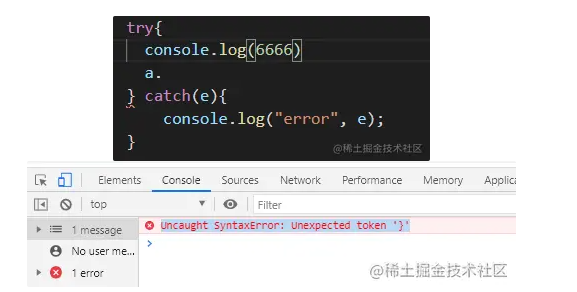 try{
console.log(6666)
a.
} catch(e){
console.log("error", e);
}
@稀土掘金技术社区
Elements Console Sources Network Performance Memory Applica
top Filter
1 message
Uncaught SyntaxError: Unexpected token '}'
No user me...
1 error
@稀土掘金技术社区